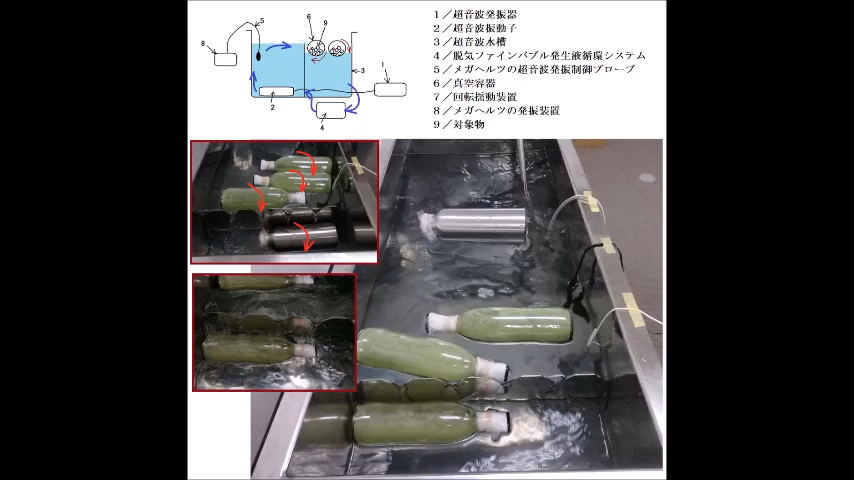 1／超音波発振器
2／超音波振動子
3／超音波水槽
4／脱気ファインバブル発生液循環システム
5／メガヘルツの超音波発振制御プローブ
6／真空容器
7／回転揺動装置
8／メガヘルツの発振装置
9／対象物
5
6
9
8
3
1
2
4